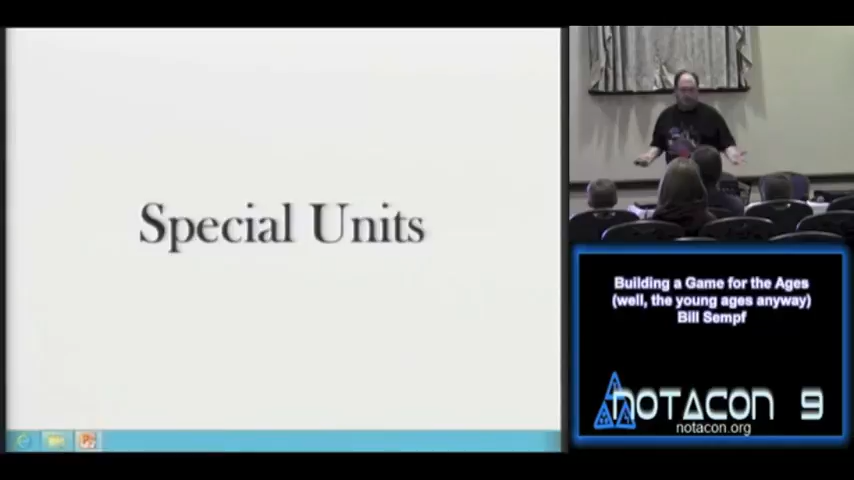 Special Units
Building a Game for the Ages
(well, the young ages anyway)
Bill Sempf
NOTACON 9
notacon.org